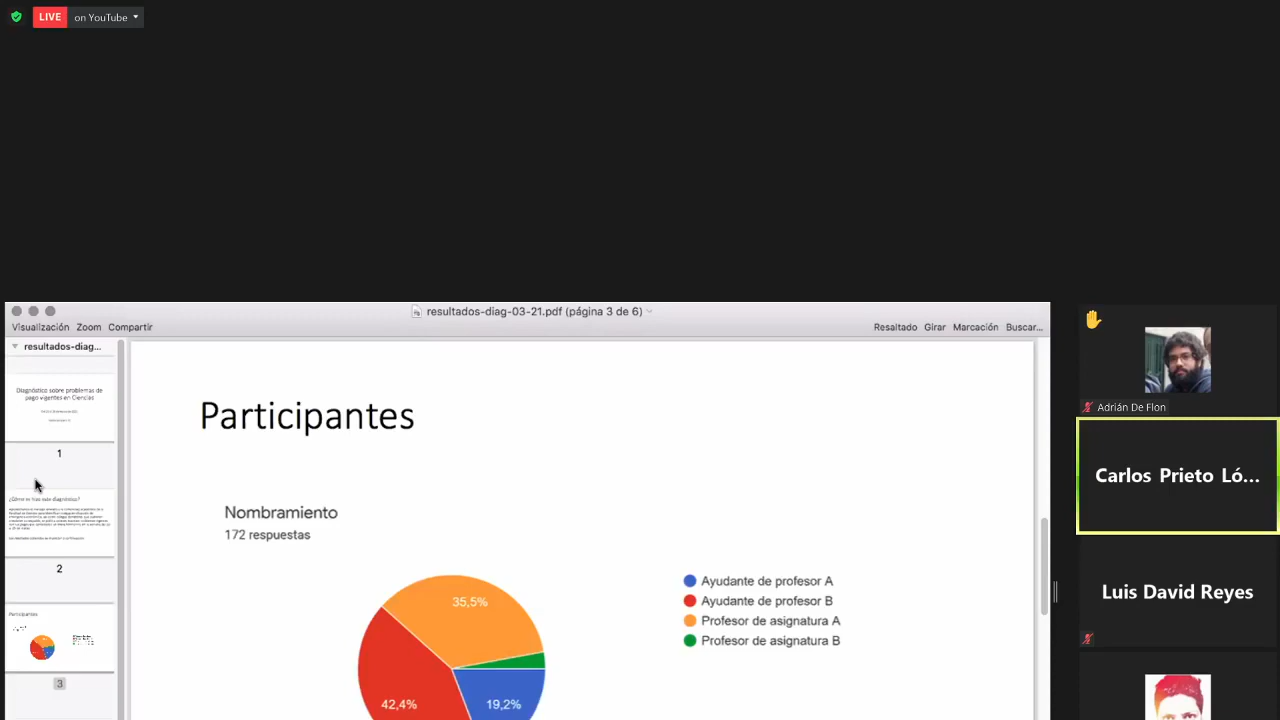 LIVE on YouTube
resultados-diag-03-21.pdf (página 3 de 6)
Visualización Zoom Compartir
Resaltado Girar Marcación Buscar...
resultados-diag...
Diagnóstico sobre problemas de
pago vigentes en Ciencias
1
¿Cómo se hizo este diagnóstico?
2
Participantes
3
Participantes
Nombramiento
172 respuestas
35,5%
42,4%
19,2%
Ayudante de profesor A
Ayudante de profesor B
Profesor de asignatura A
Profesor de asignatura B
Adrián De Flon
Carlos Prieto Ló...
Luis David Reyes